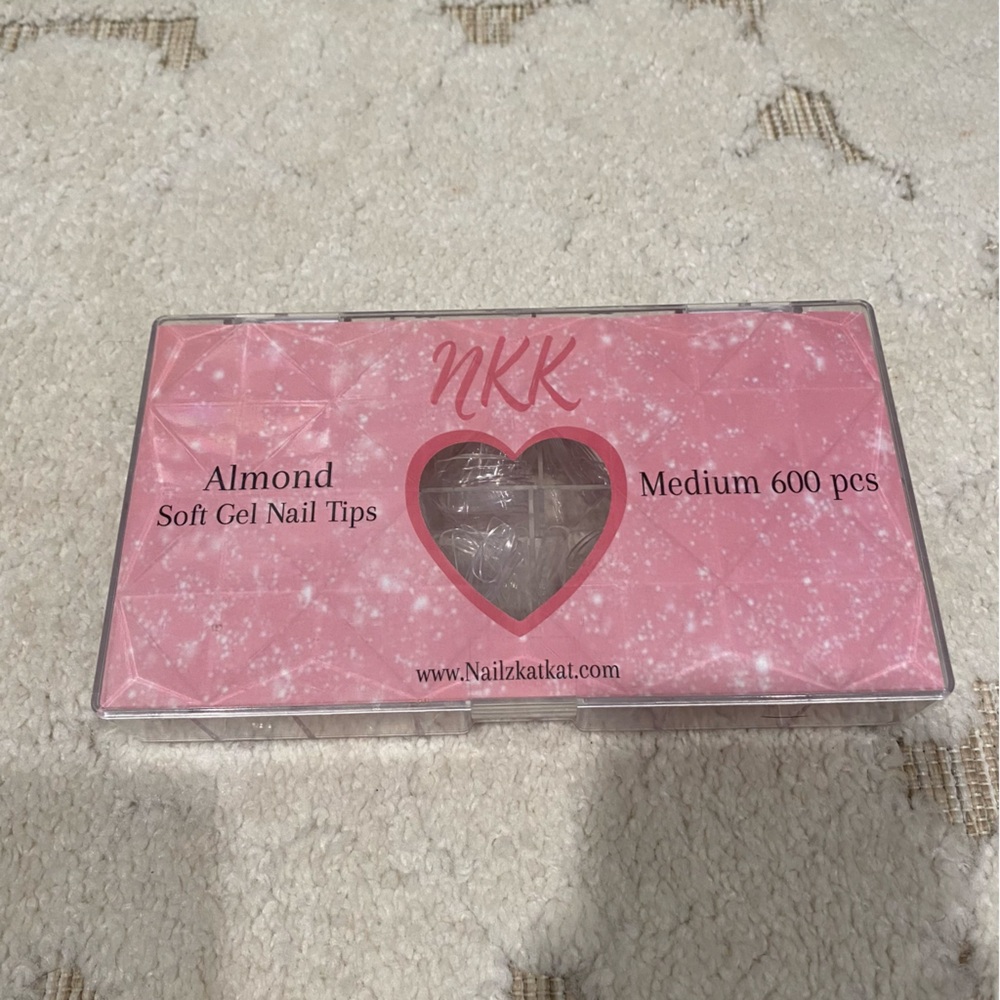 NKK
Almond
Soft Gel Nail Tips
Medium 600 pcs
www.Nailzkatkat.com